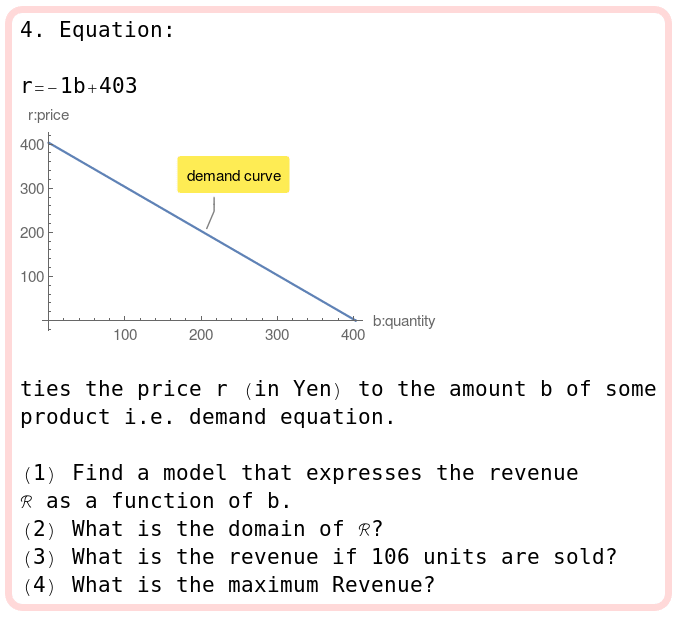 4. Equation:
r=-1b+403
r:price
400
300
200
100
demand curve
100 200 300 400
b:quantity
ties the price r (in Yen) to the amount b of some
product i.e. demand equation.
(1) Find a model that expresses the revenue
ℛ as a function of b.
(2) What is the domain of ℛ?
(3) What is the revenue if 106 units are sold?
(4) What is the maximum Revenue?